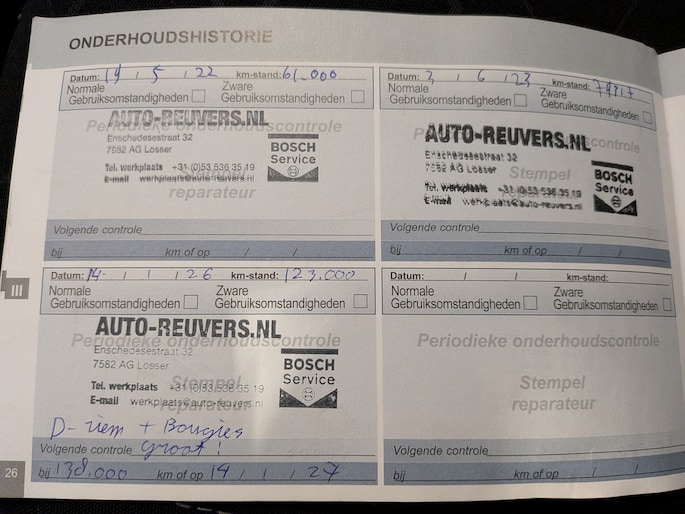 ONDERHOUDSHISTORIE
Datum: 19 / 5 / 22 km-stand: 61.000
Normale Gebruiksomstandigheden
Zware Gebruiksomstandigheden
Periodieke onderhoudscontrole
AUTO-REUVERS.NL
Enschedesestraat 32
7582 AG Losser
Tel. werkplaats +31 (0)53 536 35 19
E-mail werkplaats@auto-reuvers.nl
BOSCH
Service
Stempel
reparateur
Volgende controle
bij km of op / /
Datum: 3 / 6 / 23 km-stand:
Normale Gebruiksomstandigheden
Zware Gebruiksomstandigheden
AUTO-REUVERS.NL
Enschedesestraat 32
7582 AG Losser
Tel. werkplaats +31 (0)53 536 35 19
E-mail werkplaats@auto-reuvers.nl
BOSCH
Service
Stempel
reparateur
Volgende controle
bij km of op / /
III
Datum: 14- / 1 / 26 km-stand: 123.000
Normale Gebruiksomstandigheden
Zware Gebruiksomstandigheden
AUTO-REUVERS.NL
Periodieke onderhoudscontrole
Enschedesestraat 32
7582 AG Losser
Tel. werkplaats +31 (0)53 536 35 19
E-mail werkplaats@auto-reuvers.nl
BOSCH
Service
Stempel
reparateur
D-riem + Bougies
Groot!
Volgende controle
bij 138.000 km of op 14 / 1 / 27
Datum: / / km-stand:
Normale Gebruiksomstandigheden
Zware Gebruiksomstandigheden
Periodieke onderhoudscontrole
Stempel
reparateur
Volgende controle
bij km of op / /
26